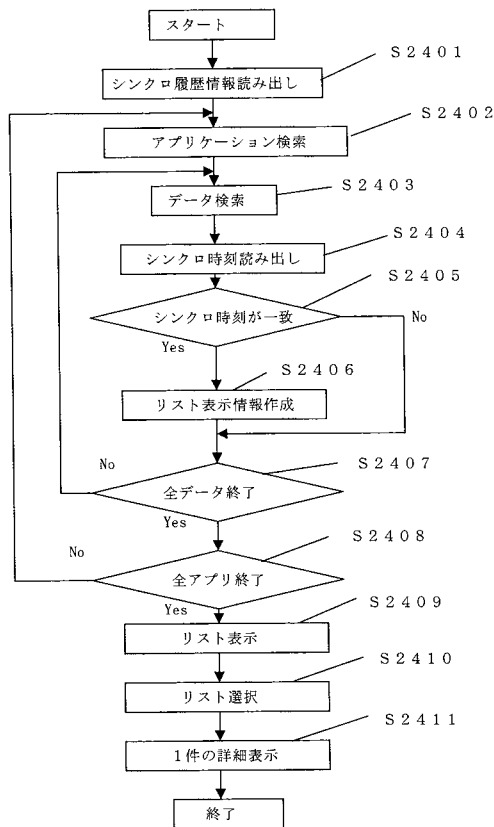 スタート
シンクロ履歴情報読み出し
Ｓ２４０１
アプリケーション検索
Ｓ２４０２
データ検索
Ｓ２４０３
シンクロ時刻読み出し
Ｓ２４０４
シンクロ時刻が一致
Ｓ２４０５
No
Yes
リスト表示情報作成
Ｓ２４０６
全データ終了
Ｓ２４０７
No
Yes
全アプリ終了
Ｓ２４０８
No
Yes
リスト表示
Ｓ２４０９
リスト選択
Ｓ２４１０
１件の詳細表示
Ｓ２４１１
終了